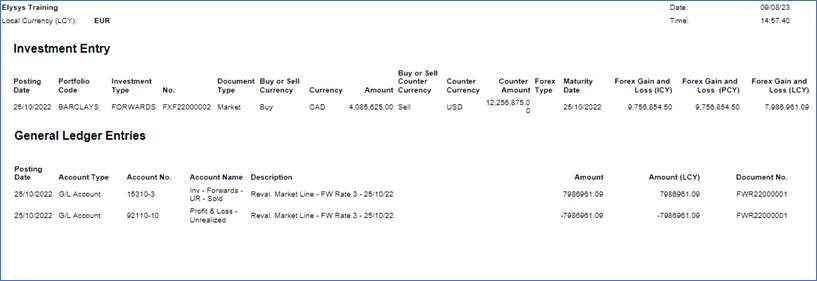 Elysys Training
Date: 09/08/23
Local Currency (LCY): EUR
Time: 14:57:40
Investment Entry
Posting Date Portfolio Code Investment Type No. Document Type Buy or Sell Currency Currency Amount Buy or Sell Counter Currency Counter Currency Counter Amount Forex Type Maturity Date Forex Gain and Loss (ICY) Forex Gain and Loss (PCY) Forex Gain and Loss (LCY)
25/10/2022 BARCLAYS FORWARDS FXF22000002 Market Buy CAD 4,085,625.00 Sell USD 12,256,875.00 25/10/2022 9,756,854.50 9,756,854.50 7,986,961.09
General Ledger Entries
Posting Date Account Type Account No. Account Name Description Amount Amount (LCY) Document No.
25/10/2022 G/L Account 15310-3 Inv - Forwards - UR - Sold Reval. Market Line - FW Rate 3 - 25/10/22 7986961.09 7986961.09 FWR22000001
25/10/2022 G/L Account 92110-10 Profit & Loss - Unrealized Reval. Market Line - FW Rate 3 - 25/10/22 -7986961.09 -7986961.09 FWR22000001